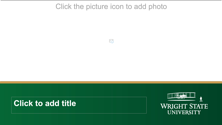 Click the picture icon to add photo
Click to add title
WRIGHT STATE
UNIVERSITY